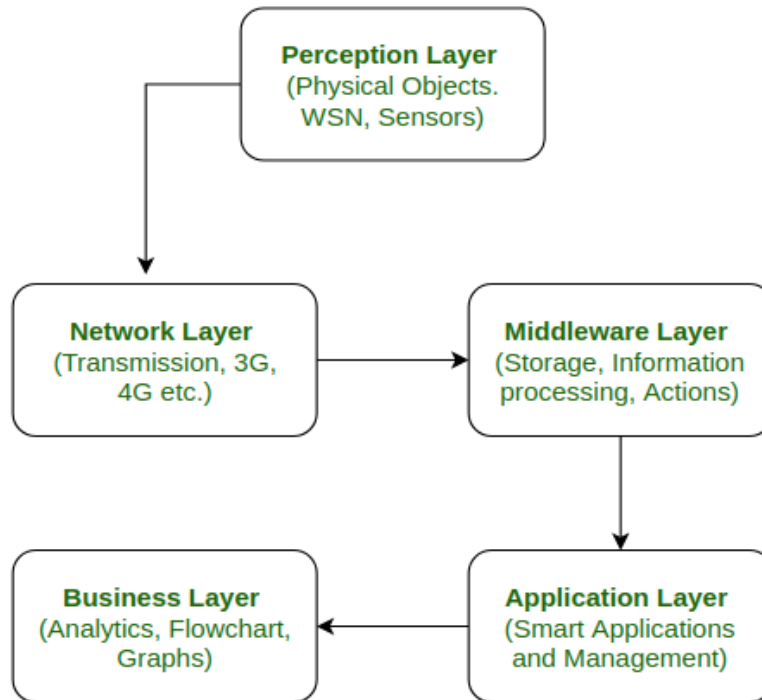 Perception Layer
(Physical Objects.
WSN, Sensors)
Network Layer
(Transmission, 3G,
4G etc.)
Middleware Layer
(Storage, Information
processing, Actions)
Business Layer
(Analytics, Flowchart,
Graphs)
Application Layer
(Smart Applications
and Management)